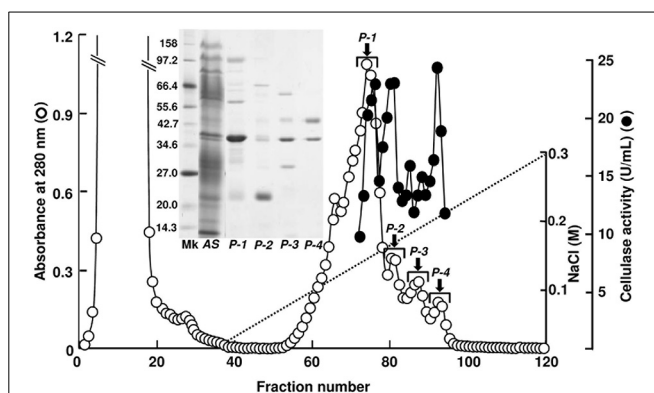 1.2
0.9
0.6
0.3
0
Absorbance at 280 nm (O)
158
97.2
66.4
55.6
42.7
34.6
27.0
20.0
14.3
Mk AS P-1 P-2 P-3 P-4
P-1
P-2
P-3
P-4
0.3
0.2
0.1
NaCl (M)
25
20
15
10
5
0
Cellulase activity (U/mL) (●)
0 20 40 60 80 100 120
Fraction number